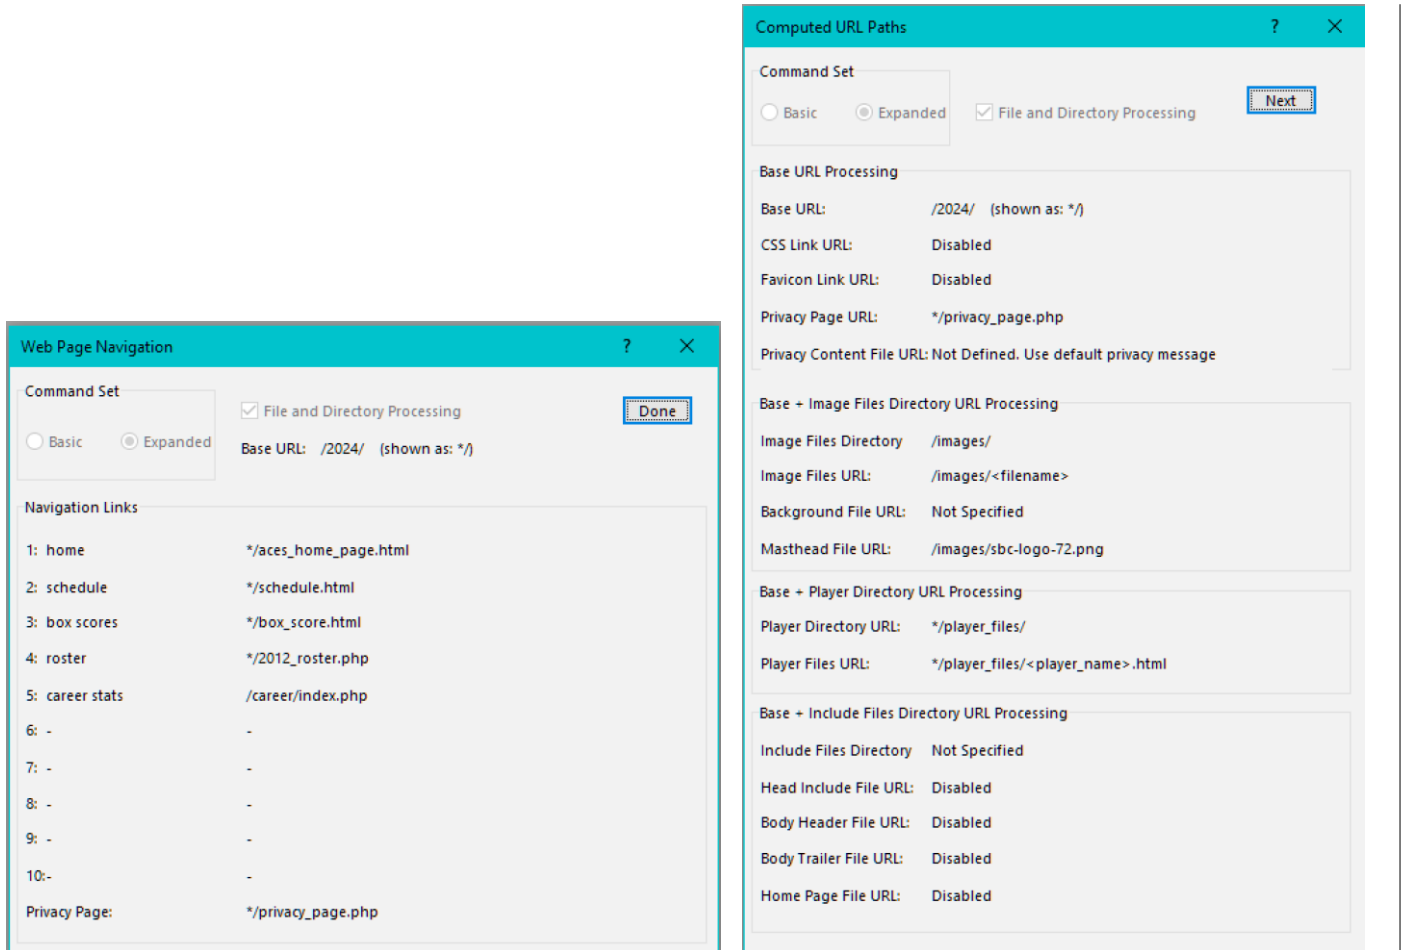 Web Page Navigation ?
Command Set
File and Directory Processing
Done
Basic Expanded
Base URL: /2024/ (shown as: */)
Navigation Links
1: home */aces_home_page.html
2: schedule */schedule.html
3: box scores */box_score.html
4: roster */2012_roster.php
5: career stats /career/index.php
6: - -
7: - -
8: - -
9: - -
10:- -
Privacy Page: */privacy_page.php
Computed URL Paths ?
Command Set
Next
Basic Expanded File and Directory Processing
Base URL Processing
Base URL: /2024/ (shown as: */)
CSS Link URL: Disabled
Favicon Link URL: Disabled
Privacy Page URL: */privacy_page.php
Privacy Content File URL: Not Defined. Use default privacy message
Base + Image Files Directory URL Processing
Image Files Directory /images/
Image Files URL: /images/<filename>
Background File URL: Not Specified
Masthead File URL: /images/sbc-logo-72.png
Base + Player Directory URL Processing
Player Directory URL: */player_files/
Player Files URL: */player_files/<player_name>.html
Base + Include Files Directory URL Processing
Include Files Directory Not Specified
Head Include File URL: Disabled
Body Header File URL: Disabled
Body Trailer File URL: Disabled
Home Page File URL: Disabled